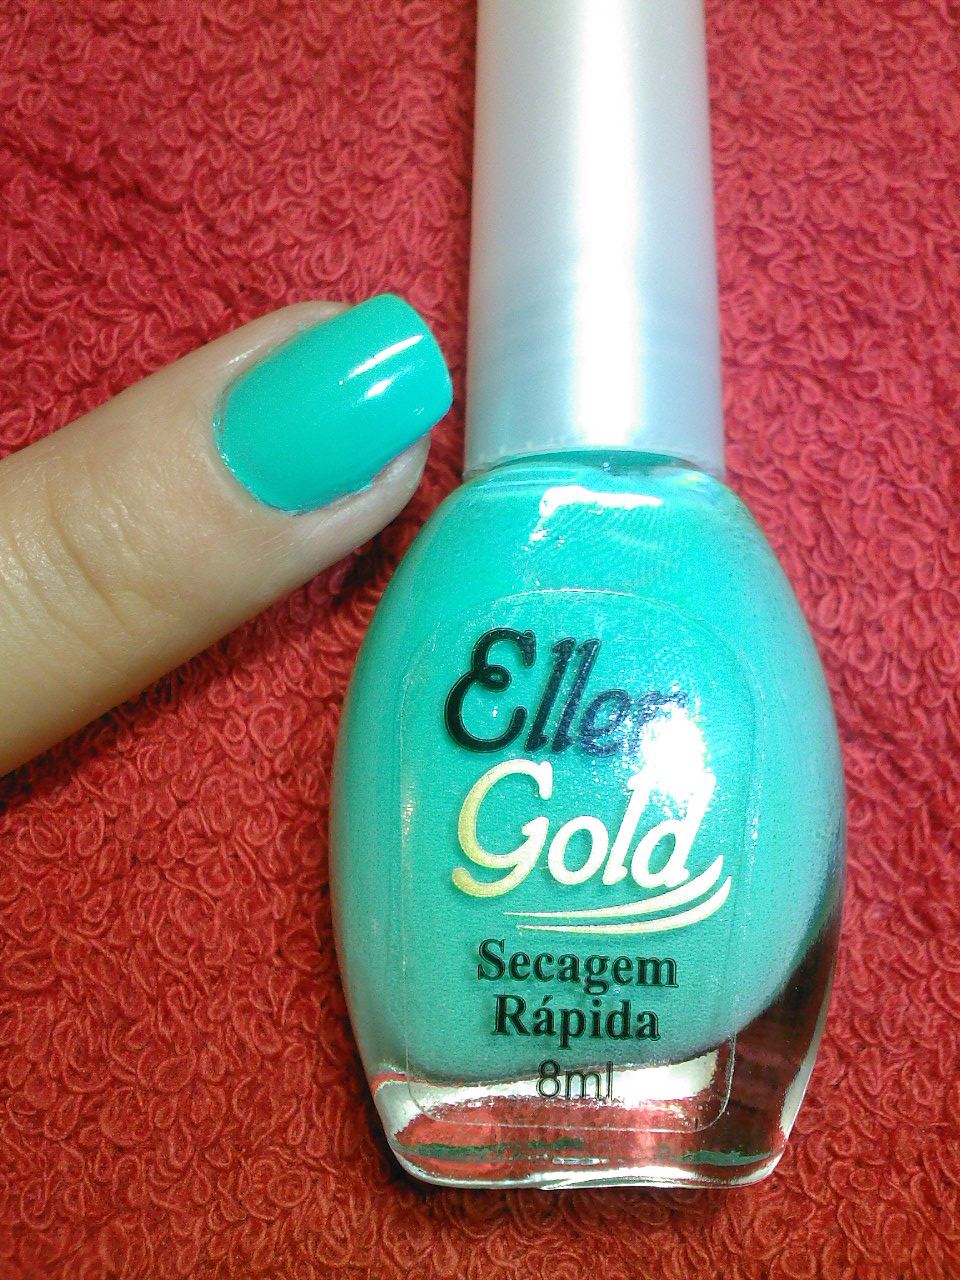 Ellen
Gold
Secagem
Rápida
8ml